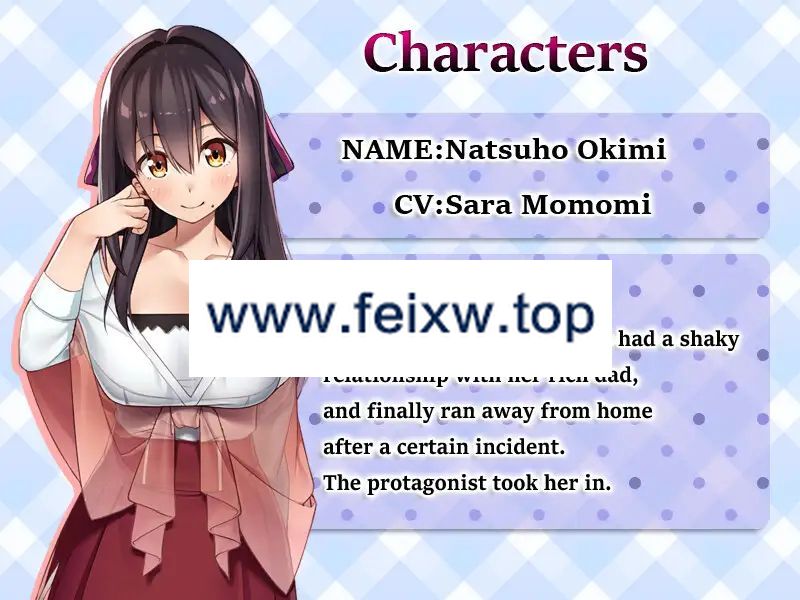 Characters
NAME:Natsuho Okimi
CV:Sara Momomi
www.feixw.top
had a shaky
relationship with her rich dad,
and finally ran away from home
after a certain incident.
The protagonist took her in.